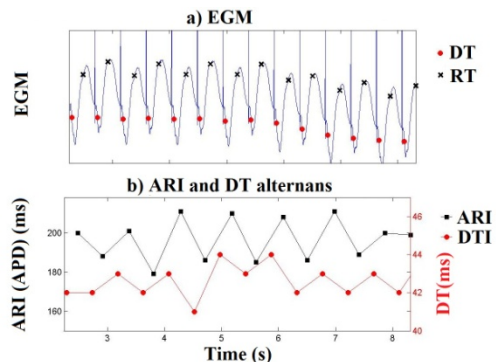 a) EGM
EGM
DT
RT
b) ARI and DT alternans
ARI (APD) (ms)
200
180
160
46
44
42
40
DT(ms)
ARI
DTI
3 4 5 6 7 8
Time (s)